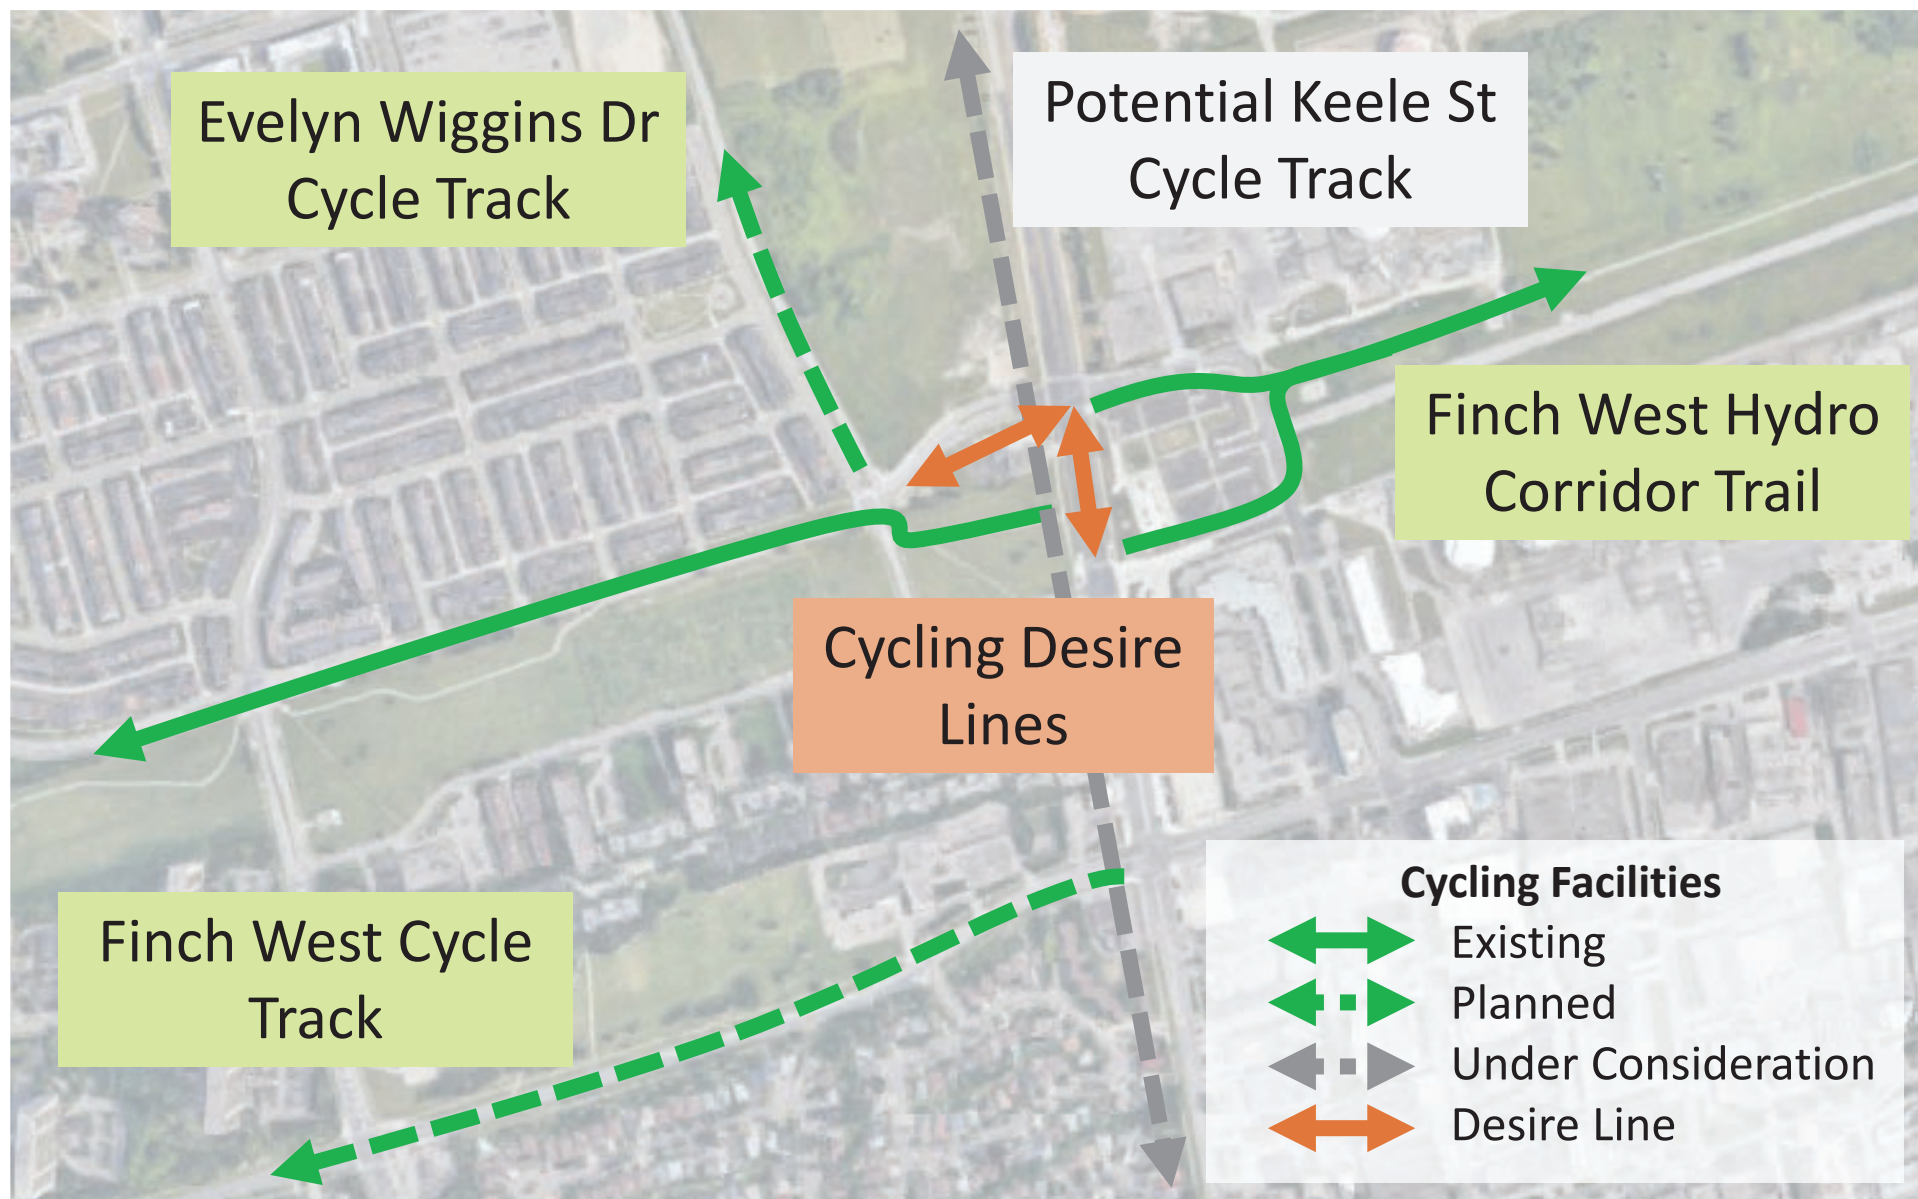 Evelyn Wiggins Dr
Cycle Track
Potential Keele St
Cycle Track
Finch West Hydro
Corridor Trail
Cycling Desire
Lines
Finch West Cycle
Track
Cycling Facilities
Existing
Planned
Under Consideration
Desire Line